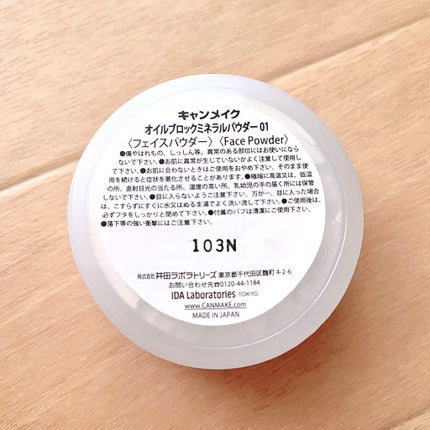 キャンメイク
オイルブロックミネラルパウダー01
〈フェイスパウダー〉〈Face Powder〉
●傷やはれもの、しっしん等、異常のある部位にはお使いになら
ないで下さい。●お肌に異常が生じていないかよく注意して使用し
て下さい。●お肌に合わないときはご使用をおやめ下さい。そのまま使
用を続けると症状を悪化させることがあります。●極端に高温又は、低温
の所、直射日光の当たる所、湿度の高い所、乳幼児の手の届く所には保管
しないで下さい。●目に入らないようご注意下さい。万が一、目に入った場合
は、こすらずにすぐに水又はぬるま湯でよく洗い流して下さい。●ご使用後は、
必ずフタをしっかりと閉めて下さい。●付属のパフは清潔にご使用下さい。
●落下等の強い衝撃にはご注意下さい。
103N
株式会社井田ラボラトリーズ 東京都千代田区麹町4-2-6
お問い合わせ先☎0120-44-1184
IDA Laboratories TOKYO
www.CANMAKE.com
MADE IN JAPAN